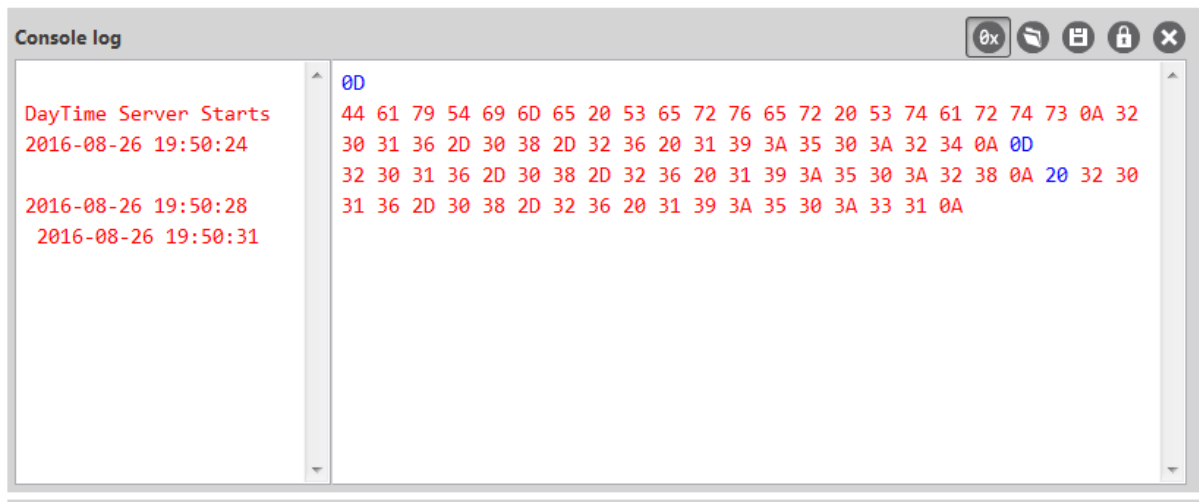 Console log
0x
DayTime Server Starts
2016-08-26 19:50:24
2016-08-26 19:50:28
2016-08-26 19:50:31
0D
44 61 79 54 69 6D 65 20 53 65 72 76 65 72 20 53 74 61 72 74 73 0A 32
30 31 36 2D 30 38 2D 32 36 20 31 39 3A 35 30 3A 32 34 0A 0D
32 30 31 36 2D 30 38 2D 32 36 20 31 39 3A 35 30 3A 32 38 0A 20 32 30
31 36 2D 30 38 2D 32 36 20 31 39 3A 35 30 3A 33 31 0A